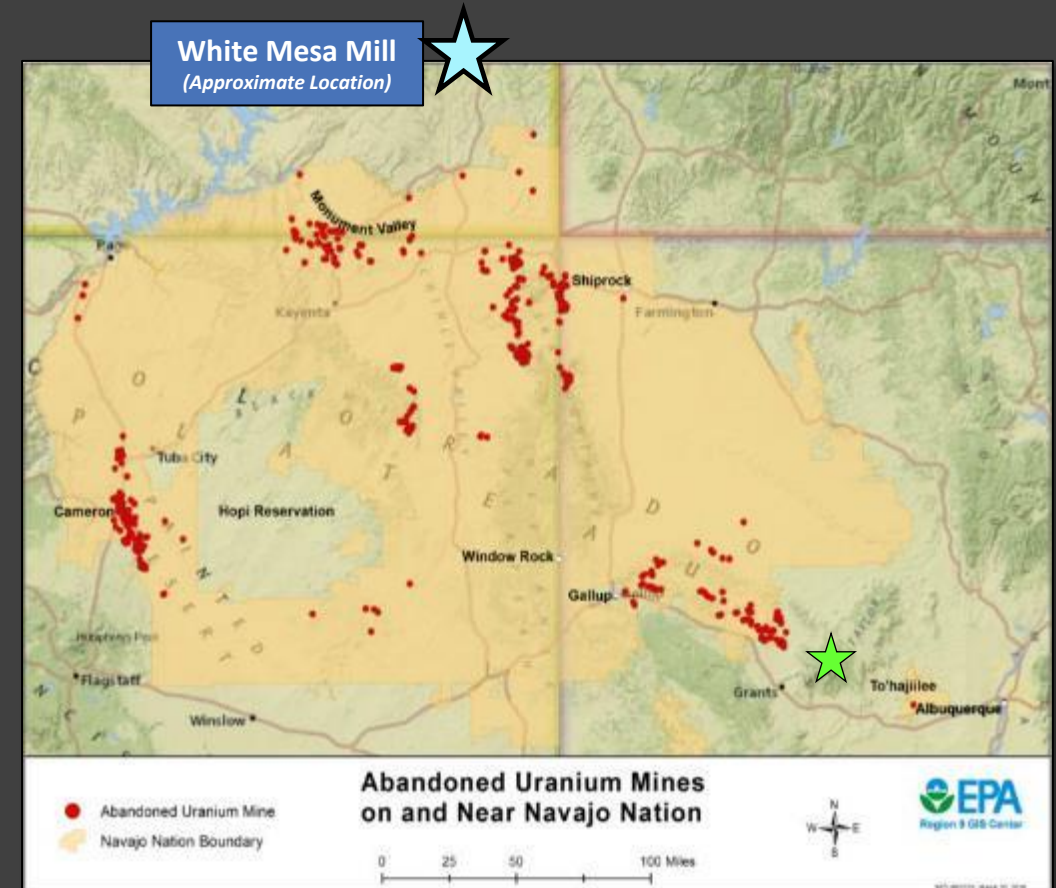 White Mesa Mill
(Approximate Location)
Mont
Monument Valley
Shiprock
Kayenta
Farmington
C O L O R A D O
P L A T E A U
Tuba City
Cameron
Hopi Reservation
Window Rock
Gallup
Flagstaff
Grants
To'hajiilee
Albuquerque
Winslow
Abandoned Uranium Mines
on and Near Navajo Nation
Abandoned Uranium Mine
Navajo Nation Boundary
0 25 50 100 Miles
N
W E
S
EPA
Region 9 GIS Center